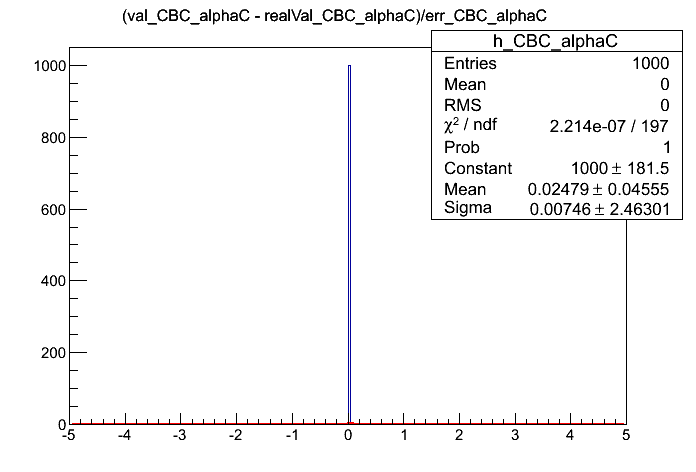 (val_CBC_alphaC - realVal_CBC_alphaC)/err_CBC_alphaC
h_CBC_alphaC
Entries 1000
Mean 0
RMS 0
χ² / ndf 2.214e-07 / 197
Prob 1
Constant 1000 ± 181.5
Mean 0.02479 ± 0.04555
Sigma 0.00746 ± 2.46301
1000
800
600
400
200
0
-5 -4 -3 -2 -1 0 1 2 3 4 5